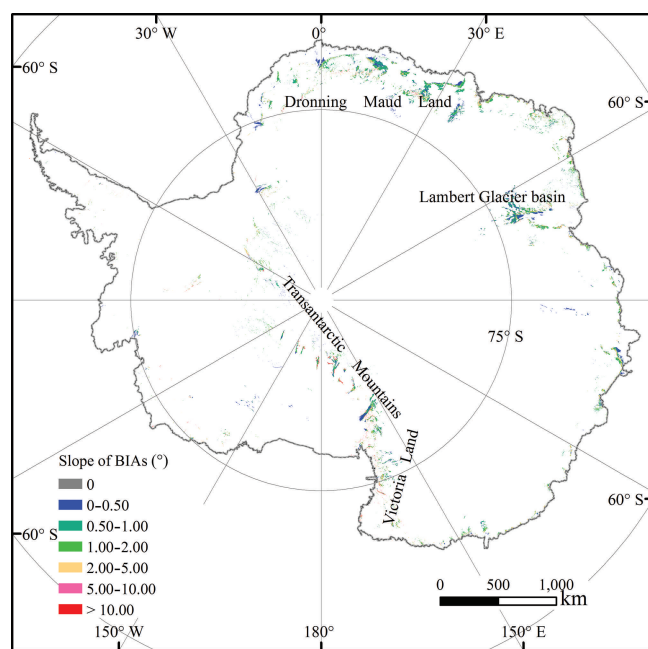 30° W
0°
30° E
60° S
60° S
Dronning Maud Land
Lambert Glacier basin
Transantarctic
Mountains
75° S
Victoria Land
Slope of BIAs (°)
0
0–0.50
0.50–1.00
1.00–2.00
2.00–5.00
5.00–10.00
> 10.00
60° S
60° S
0 500 1,000
km
150° W
180°
150° E